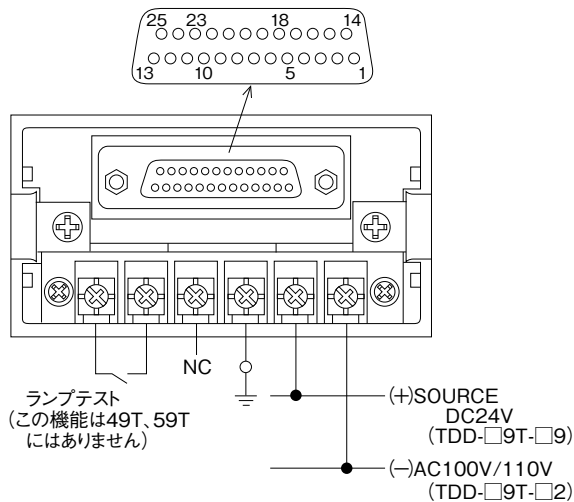 25 23 18 14
13 10 5 1
NC
ランプテスト
(この機能は49T、59T
にはありません)
(+)SOURCE
DC24V
(TDD-□9T-□9)
(−)AC100V/110V
(TDD-□9T-□2)